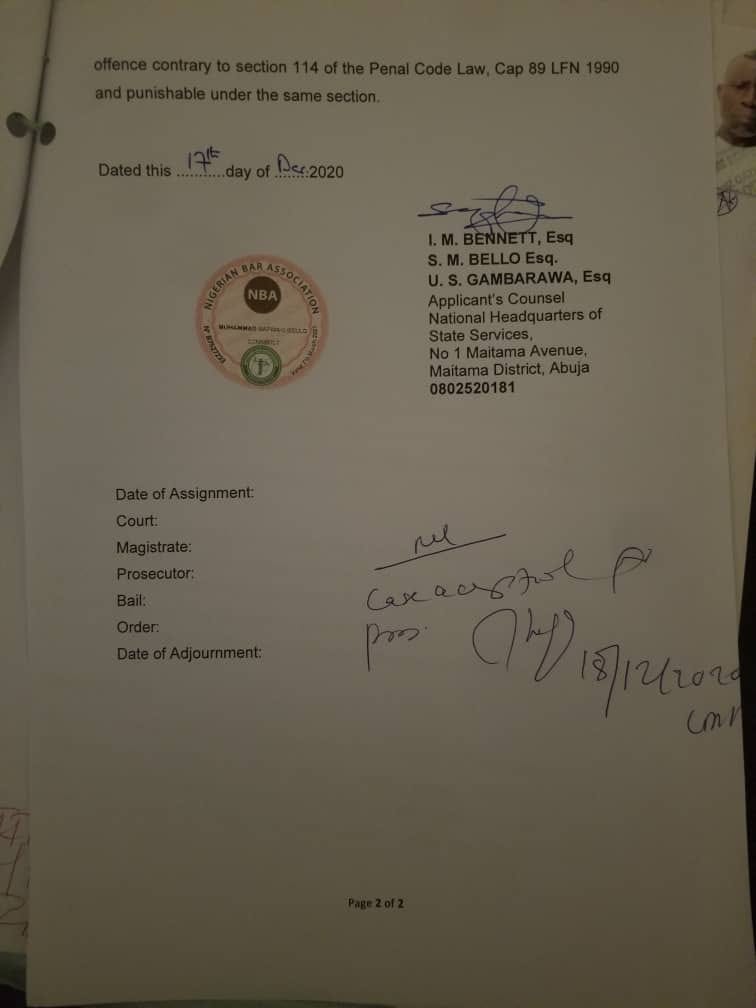 offence contrary to section 114 of the Penal Code Law, Cap 89 LFN 1990
and punishable under the same section.
Dated this ...17th...day of ...Dec...2020
I. M. BENNETT, Esq
S. M. BELLO Esq.
U. S. GAMBARAWA, Esq
Applicant's Counsel
National Headquarters of
State Services,
No 1 Maitama Avenue,
Maitama District, Abuja
0802520181
NIGERIAN BAR ASSOCIATION
NBA
Date of Assignment:
Court:
Magistrate:
Prosecutor:
Bail:
Order:
Date of Adjournment:
Case
18/12/2020
Page 2 of 2